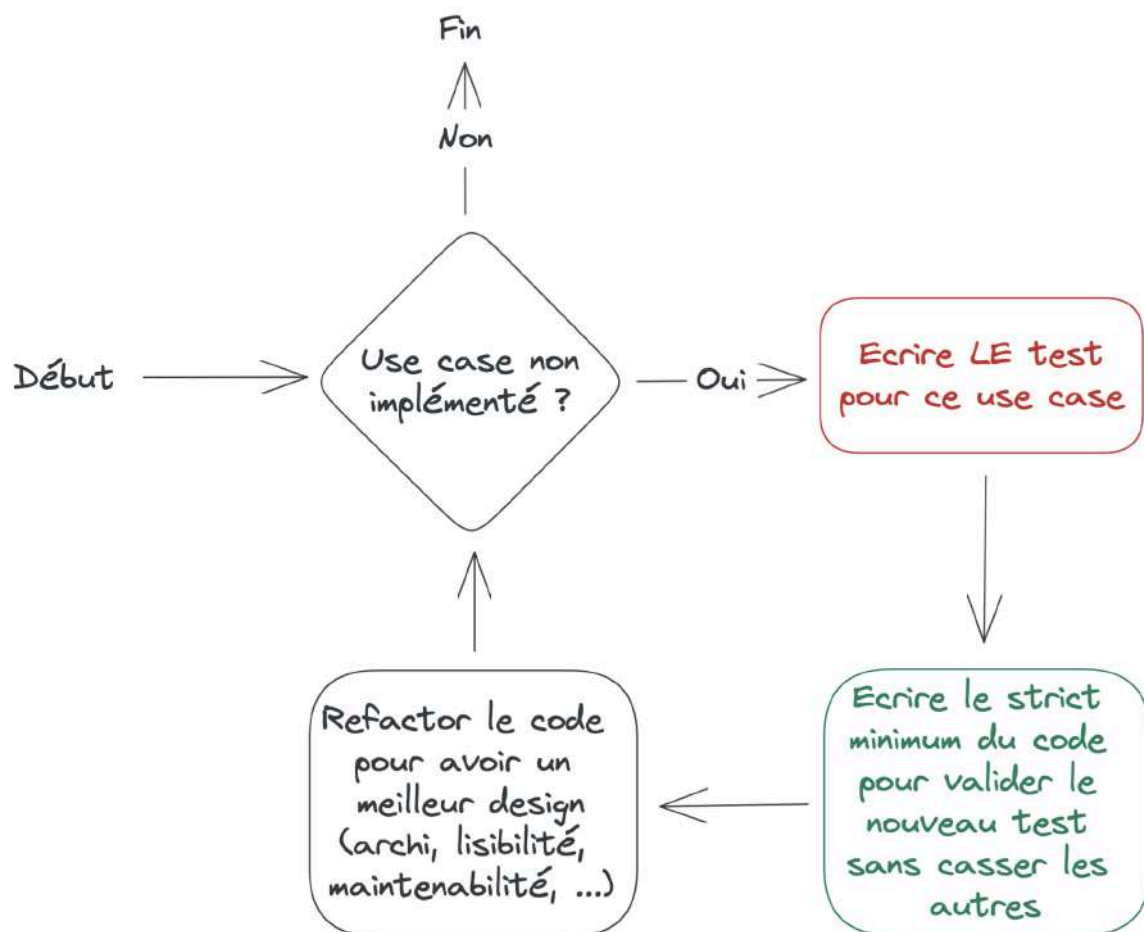 Fin
Non
Début
Use case non
implémenté ?
Oui
Ecrire LE test
pour ce use case
Ecrire le strict
minimum du code
pour valider le
nouveau test
sans casser les
autres
Refactor le code
pour avoir un
meilleur design
(archi, lisibilité,
maintenabilité, ...)